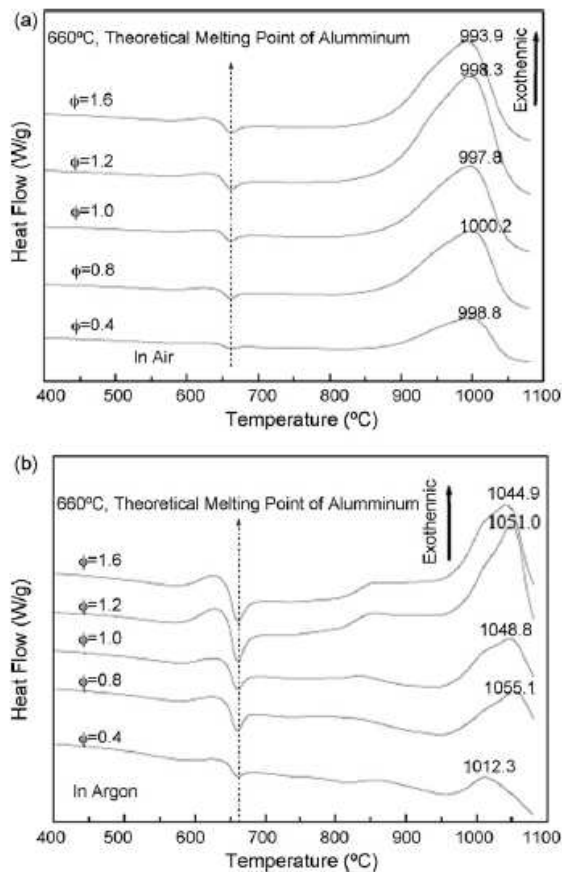 (a)
660ºC, Theoretical Melting Point of Alumminum
993.9
998.3
Exothennic
ϕ=1.6
ϕ=1.2
997.8
ϕ=1.0
1000.2
ϕ=0.8
998.8
ϕ=0.4
In Air
Heat Flow (W/g)
400 500 600 700 800 900 1000 1100
Temperature (ºC)
(b)
660ºC, Theoretical Melting Point of Alumminum
Exothennic
1044.9
1051.0
ϕ=1.6
ϕ=1.2
ϕ=1.0
1048.8
ϕ=0.8
1055.1
ϕ=0.4
1012.3
In Argon
Heat Flow (W/g)
400 500 600 700 800 900 1000 1100
Temperature (ºC)